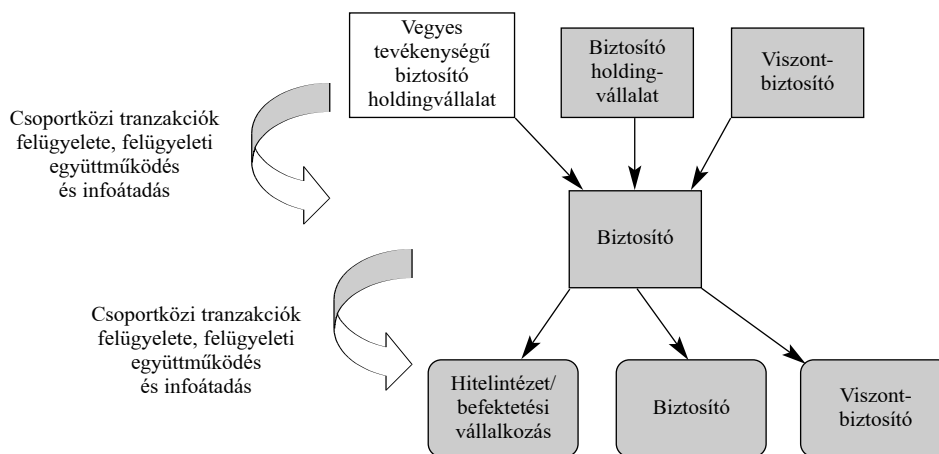 Vegyes
tevékenységű
biztosító
holdingvállalat
Biztosító
holding-
vállalat
Viszont-
biztosító
Csoportközi tranzakciók
felügyelete, felügyeleti
együttműködés
és infoátadás
Biztosító
Csoportközi tranzakciók
felügyelete, felügyeleti
együttműködés
és infoátadás
Hitelintézet/
befektetési
vállalkozás
Biztosító
Viszont-
biztosító